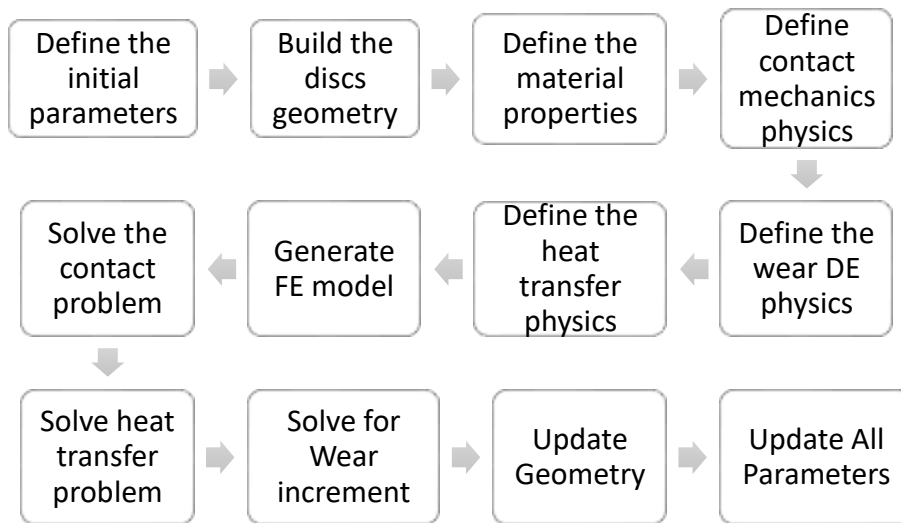 Define the
initial
parameters
Build the
discs
geometry
Define the
material
properties
Define
contact
mechanics
physics
Define the
wear DE
physics
Define the
heat
transfer
physics
Generate
FE model
Solve the
contact
problem
Solve heat
transfer
problem
Solve for
Wear
increment
Update
Geometry
Update All
Parameters